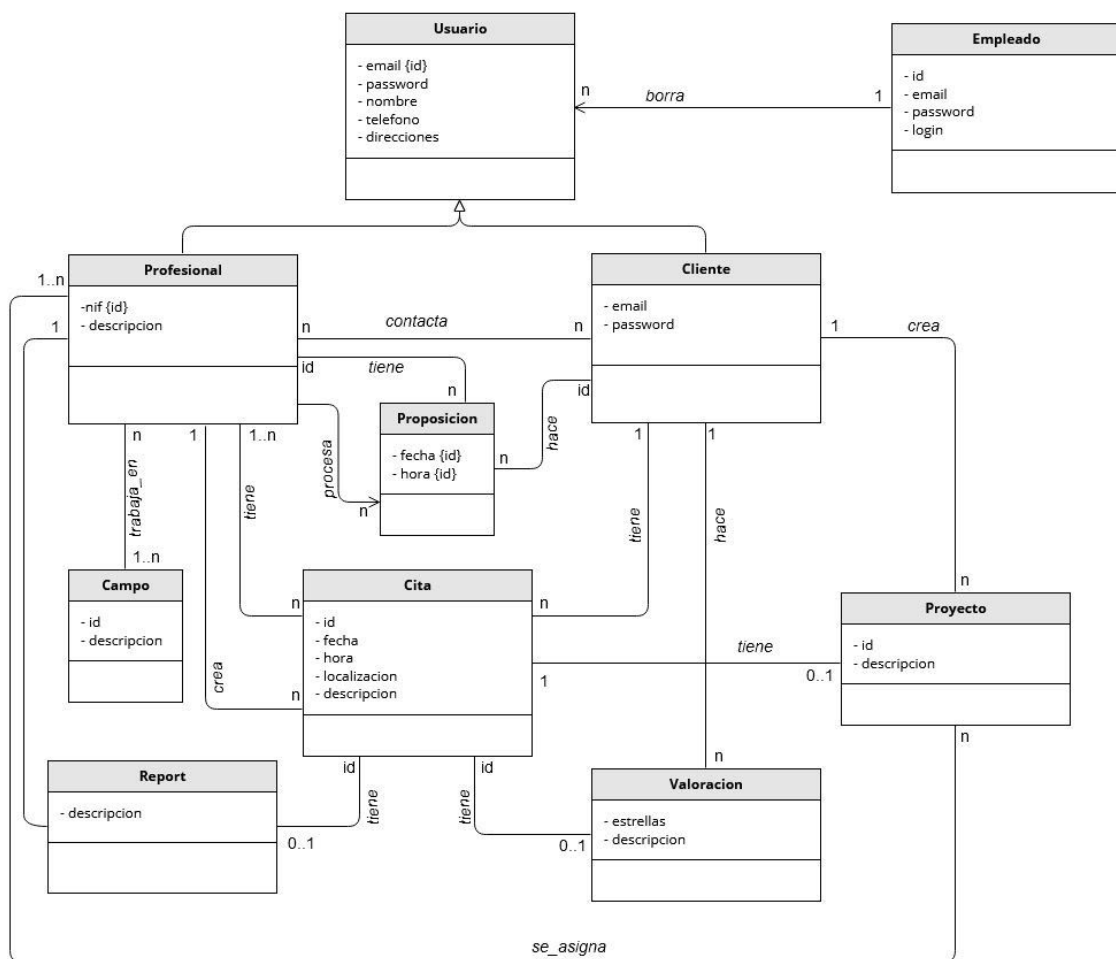 Usuario
- email {id}
- password
- nombre
- telefono
- direcciones
Empleado
- id
- email
- password
- login
n
borra
1
Profesional
-nif {id}
- descripcion
Cliente
- email
- password
1..n
1
n
contacta
n
1
crea
id
tiene
n
id
hace
n
Proposicion
- fecha {id}
- hora {id}
procesa
n
n
1
1..n
1
1
trabaja_en
tiene
tiene
hace
1..n
Campo
- id
- descripcion
crea
Cita
- id
- fecha
- hora
- localizacion
- descripcion
n
n
n
n
Proyecto
- id
- descripcion
tiene
1
0..1
n
Report
- descripcion
id
tiene
0..1
id
tiene
0..1
n
Valoracion
- estrellas
- descripcion
se_asigna